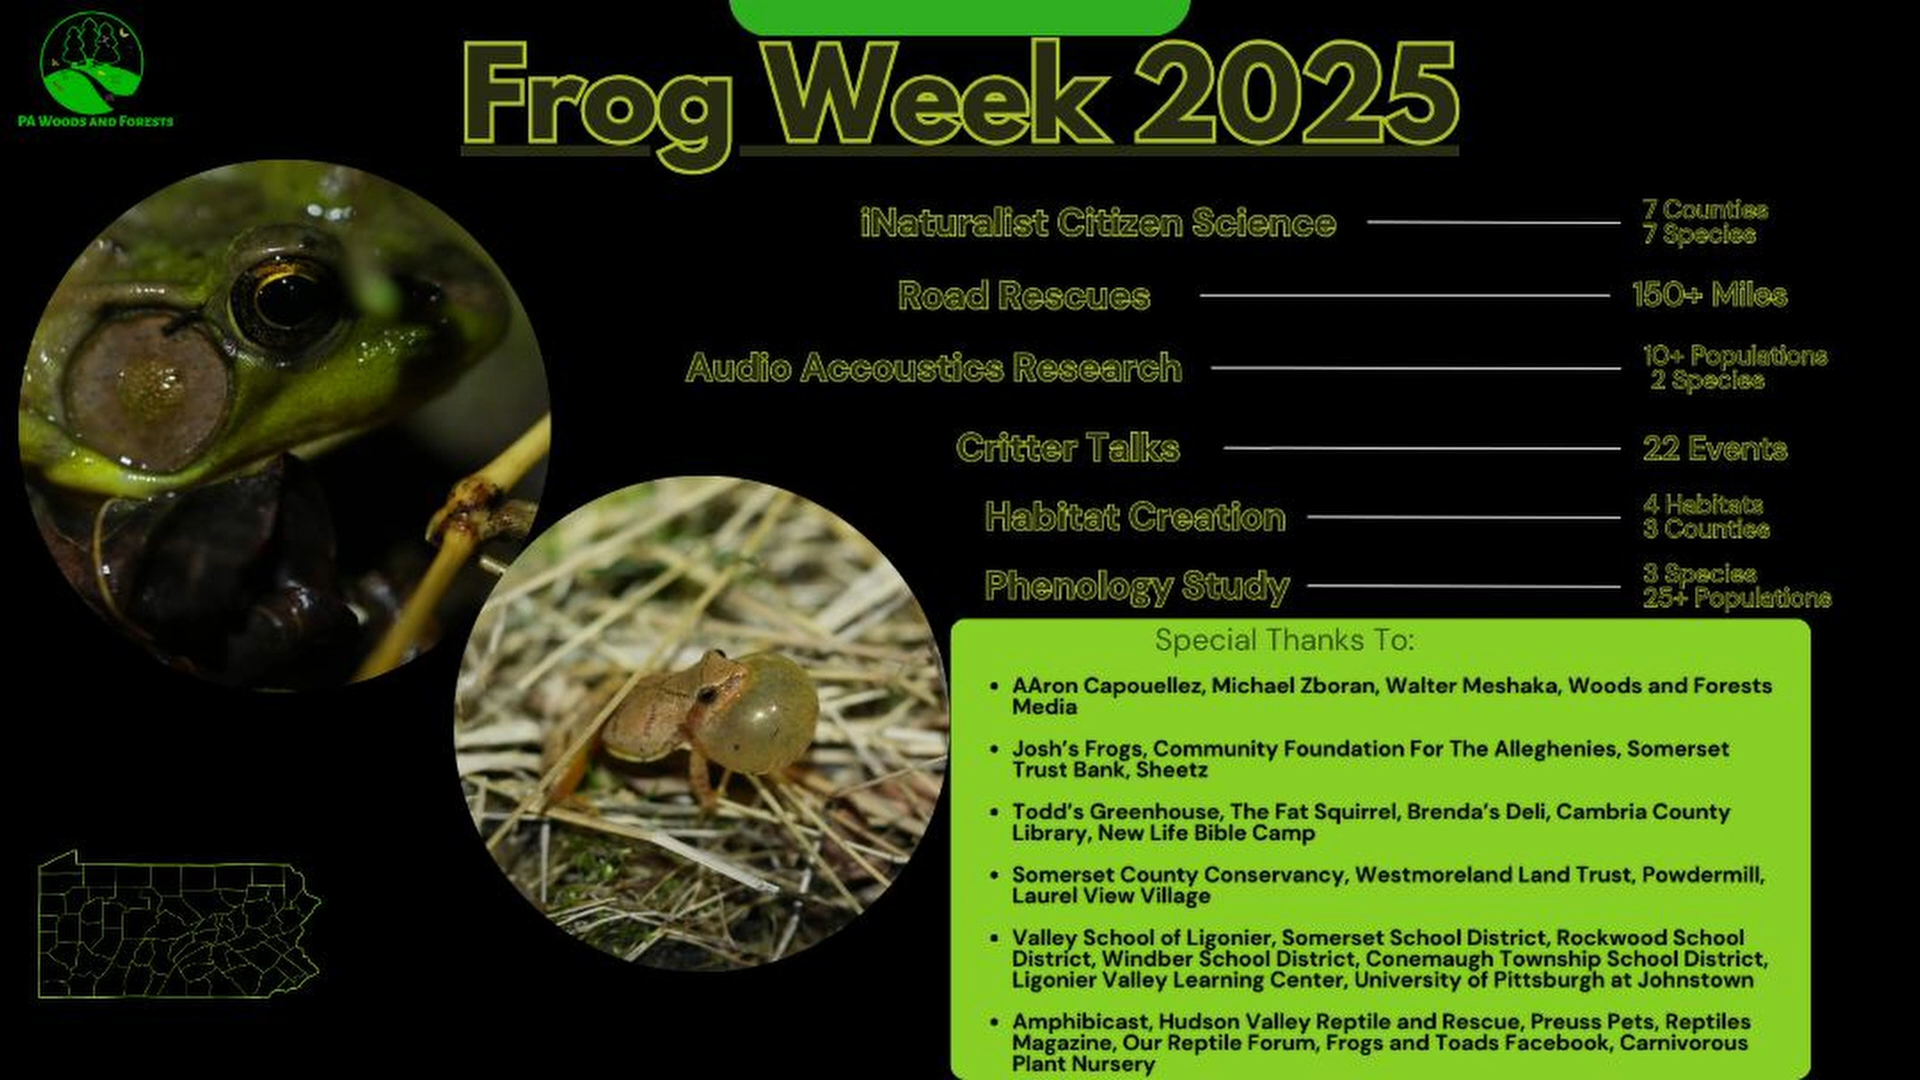 PA WOODS AND FORESTS
Frog Week 2025
iNaturalist Citizen Science
7 Counties
7 Species
Road Rescues
150+ Miles
Audio Accoustics Research
10+ Populations
2 Species
Critter Talks
22 Events
Habitat Creation
4 Habitats
3 Counties
Phenology Study
3 Species
25+ Populations
Special Thanks To:
• AAron Capouellez, Michael Zboran, Walter Meshaka, Woods and Forests
Media
• Josh's Frogs, Community Foundation For The Alleghenies, Somerset
Trust Bank, Sheetz
• Todd's Greenhouse, The Fat Squirrel, Brenda's Deli, Cambria County
Library, New Life Bible Camp
• Somerset County Conservancy, Westmoreland Land Trust, Powdermill,
Laurel View Village
• Valley School of Ligonier, Somerset School District, Rockwood School
District, Windber School District, Conemaugh Township School District,
Ligonier Valley Learning Center, University of Pittsburgh at Johnstown
• Amphibicast, Hudson Valley Reptile and Rescue, Preuss Pets, Reptiles
Magazine, Our Reptile Forum, Frogs and Toads Facebook, Carnivorous
Plant Nursery